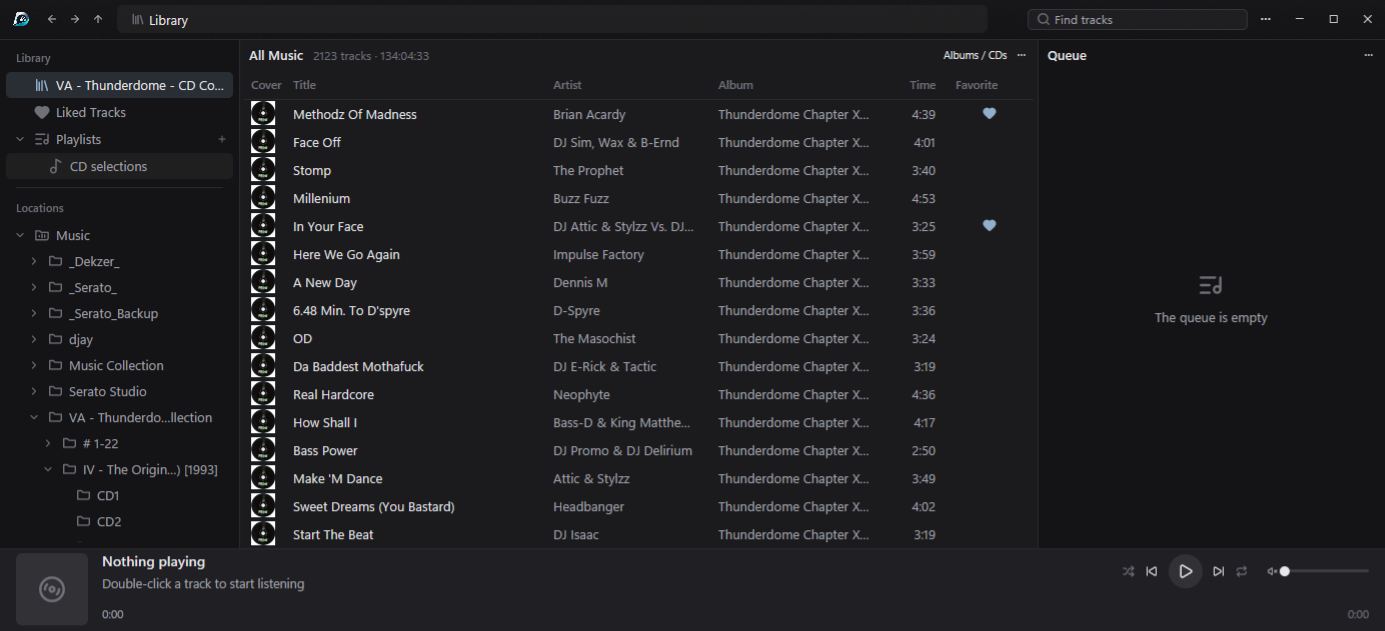 Library
Find tracks
Library
VA - Thunderdome - CD Co...
Liked Tracks
Playlists
CD selections
Locations
Music
_Dekzer_
_Serato_
_Serato_Backup
djay
Music Collection
Serato Studio
VA - Thunderdo...llection
# 1-22
IV - The Origin...) [1993]
CD1
CD2
All Music 2123 tracks · 134:04:33 Albums / CDs
Cover Title Artist Album Time Favorite
Methodz Of Madness Brian Acardy Thunderdome Chapter X... 4:39
Face Off DJ Sim, Wax & B-Ernd Thunderdome Chapter X... 4:01
Stomp The Prophet Thunderdome Chapter X... 3:40
Millenium Buzz Fuzz Thunderdome Chapter X... 4:53
In Your Face DJ Attic & Stylzz Vs. DJ... Thunderdome Chapter X... 3:25
Here We Go Again Impulse Factory Thunderdome Chapter X... 3:59
A New Day Dennis M Thunderdome Chapter X... 3:33
6.48 Min. To D'spyre D-Spyre Thunderdome Chapter X... 3:36
OD The Masochist Thunderdome Chapter X... 3:24
Da Baddest Mothafuck DJ E-Rick & Tactic Thunderdome Chapter X... 3:19
Real Hardcore Neophyte Thunderdome Chapter X... 4:36
How Shall I Bass-D & King Matthe... Thunderdome Chapter X... 4:17
Bass Power DJ Promo & DJ Delirium Thunderdome Chapter X... 2:50
Make 'M Dance Attic & Stylzz Thunderdome Chapter X... 3:49
Sweet Dreams (You Bastard) Headbanger Thunderdome Chapter X... 4:02
Start The Beat DJ Isaac Thunderdome Chapter X... 3:19
Queue
The queue is empty
Nothing playing
Double-click a track to start listening
0:00
0:00